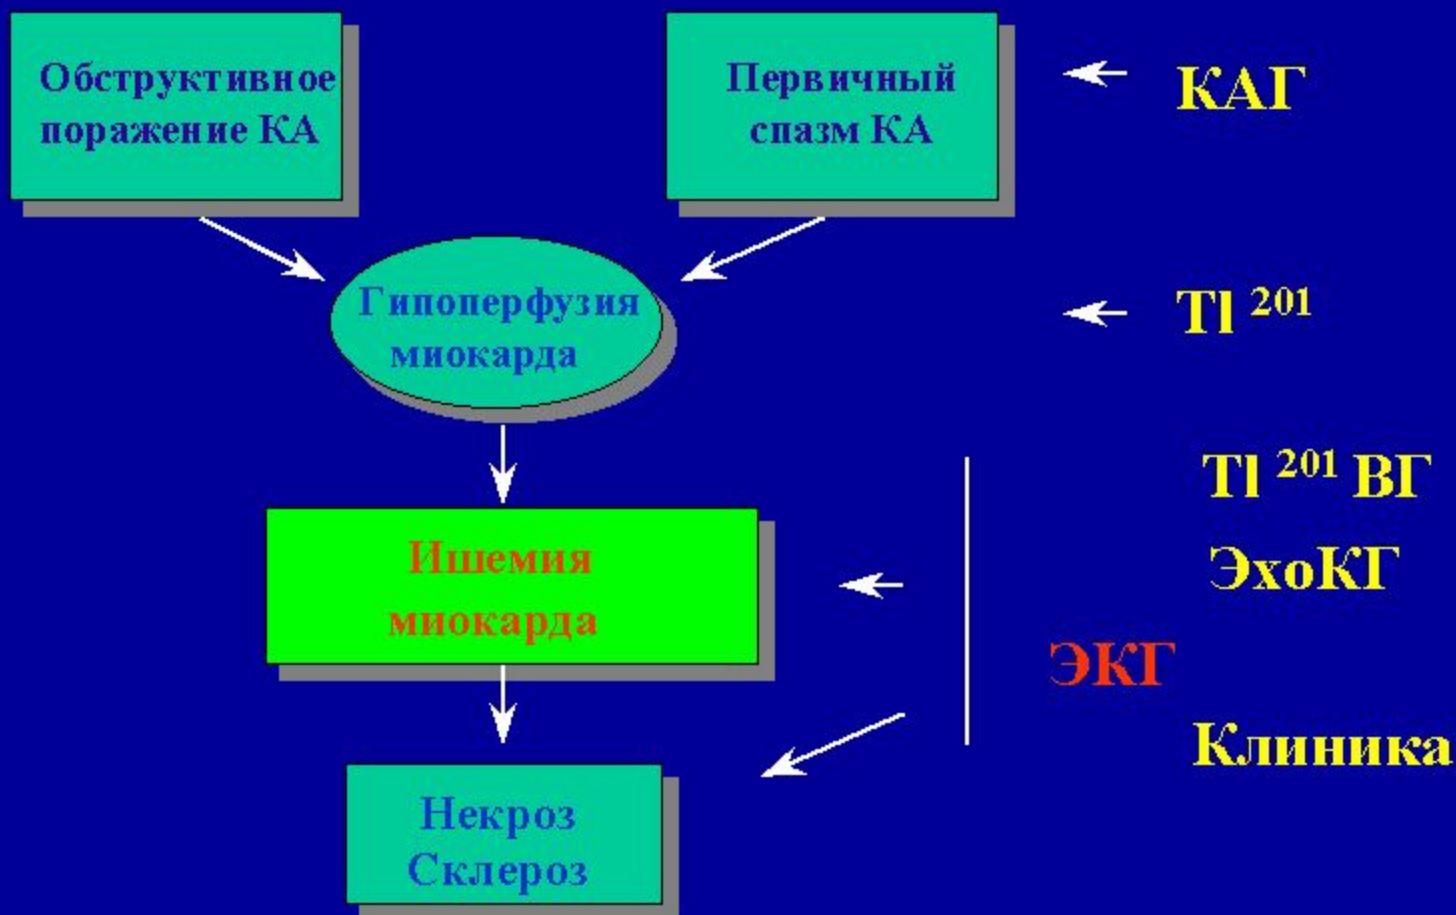 Обструктивное
поражение КА
Первичный
спазм КА
КАГ
Гипоперфузия
миокарда
Tl 201
Tl 201 ВГ
ЭхоКГ
Ишемия
миокарда
ЭКГ
Клиника
Некроз
Склероз